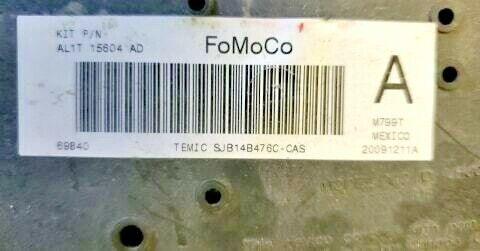 KIT P/N
AL1T 15604 AD
FoMoCo
A
M799T
MEXICO
69840
TEMIC SJB14B476C-CAS
20091211A